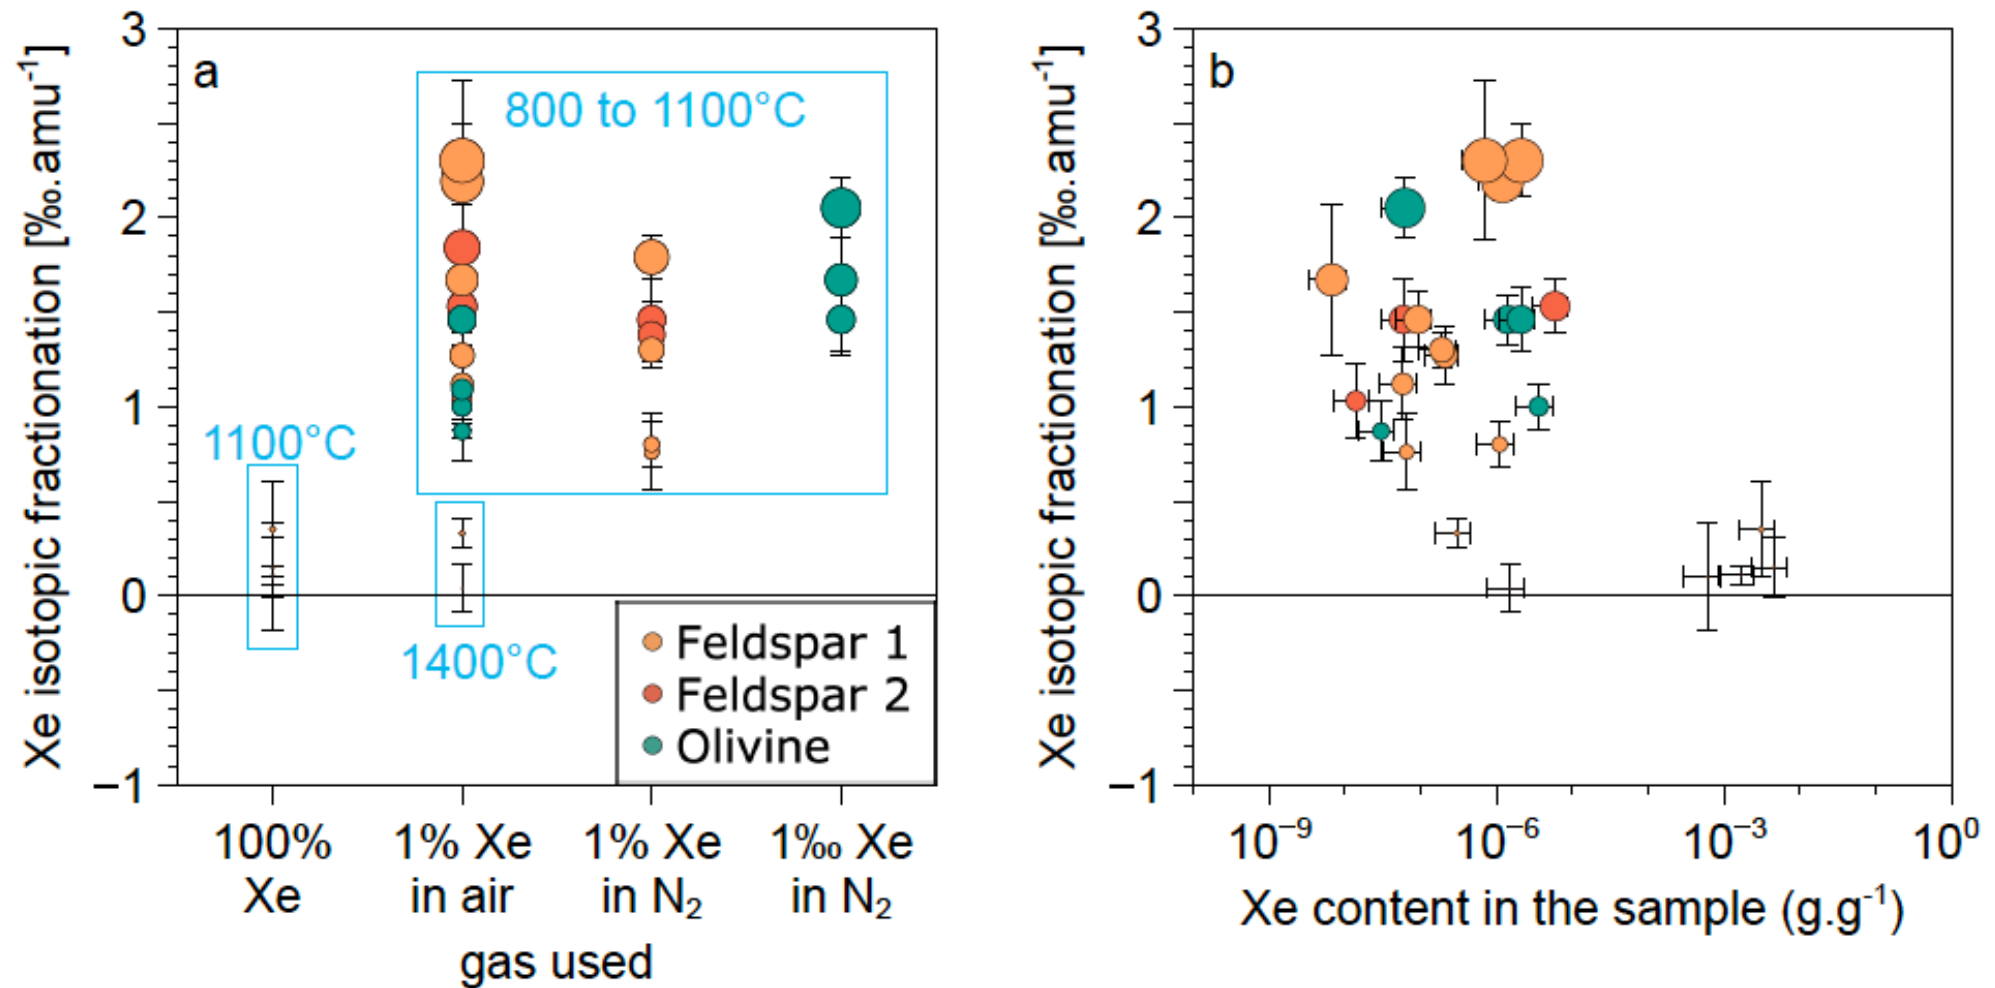 Xe isotopic fractionation [‰.amu⁻¹]
3
2
1
0
−1
a
800 to 1100°C
1100°C
1400°C
Feldspar 1
Feldspar 2
Olivine
100% Xe
1% Xe in air
1% Xe in N₂
1‰ Xe in N₂
gas used
Xe isotopic fractionation [‰.amu⁻¹]
3
2
1
0
−1
b
10⁻⁹
10⁻⁶
10⁻³
10⁰
Xe content in the sample (g.g⁻¹)